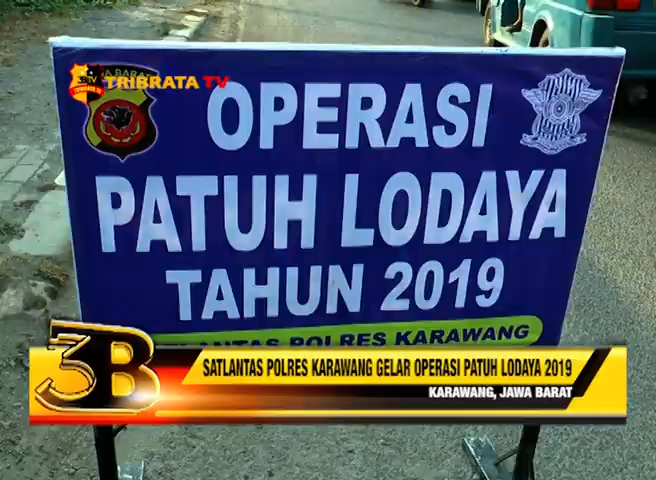 TRIBRATA TV
OPERASI
PATUH LODAYA
TAHUN 2019
SATLANTAS POLRES KARAWANG
3B
SATLANTAS POLRES KARAWANG GELAR OPERASI PATUH LODAYA 2019
KARAWANG, JAWA BARAT